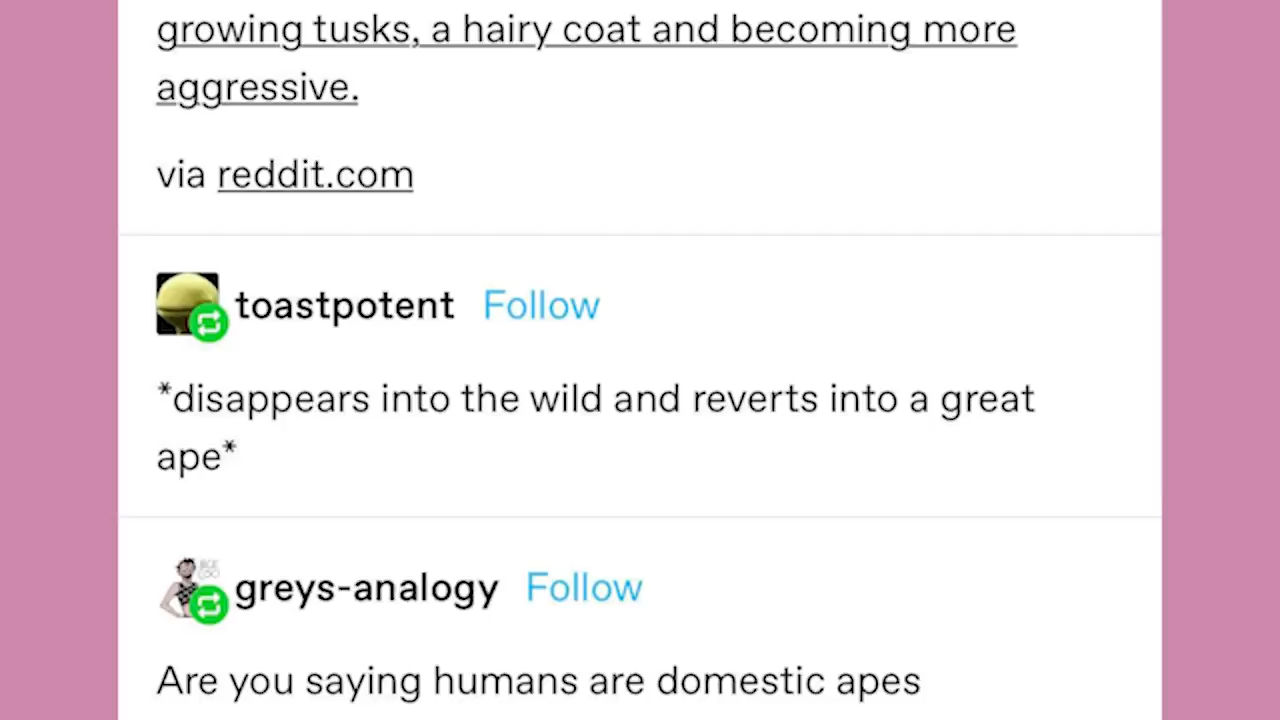 growing tusks, a hairy coat and becoming more
aggressive.
via reddit.com
toastpotent Follow
*disappears into the wild and reverts into a great
ape*
greys-analogy Follow
Are you saying humans are domestic apes